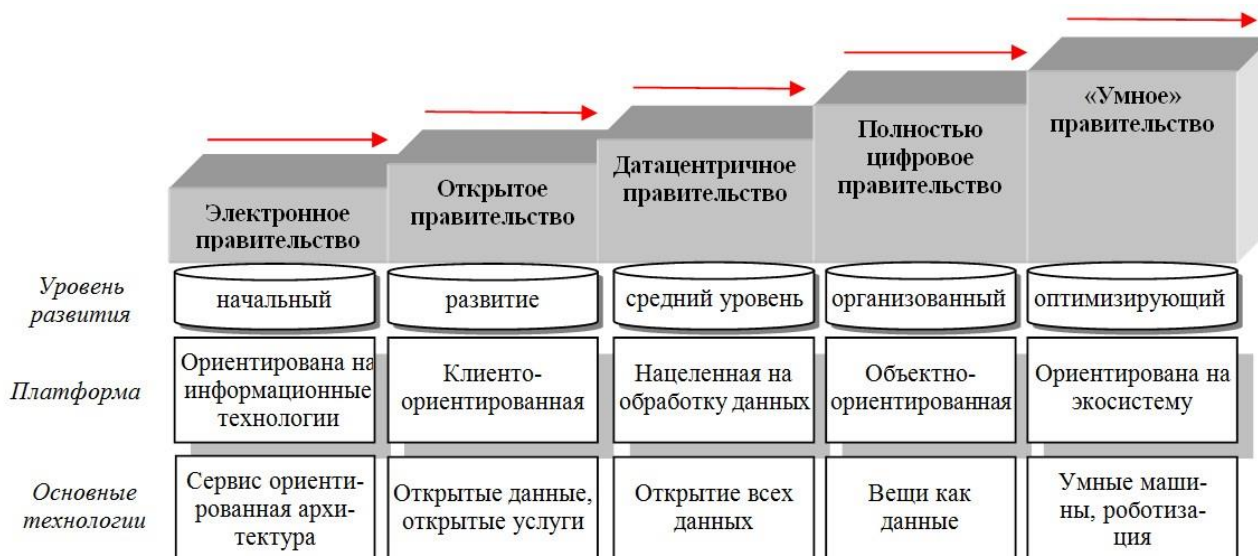 Электронное
правительство
Открытое
правительство
Датацентричное
правительство
Полностью
цифровое
правительство
«Умное»
правительство
Уровень
развития
начальный
развитие
средний уровень
организованный
оптимизирующий
Платформа
Ориентирована на
информационные
технологии
Клиенто-
ориентированная
Нацеленная на
обработку данных
Объектно-
ориентированная
Ориентирована на
экосистему
Основные
технологии
Сервис ориенти-
рованная архи-
тектура
Открытые данные,
открытые услуги
Открытие всех
данных
Вещи как
данные
Умные маши-
ны, роботиза-
ция